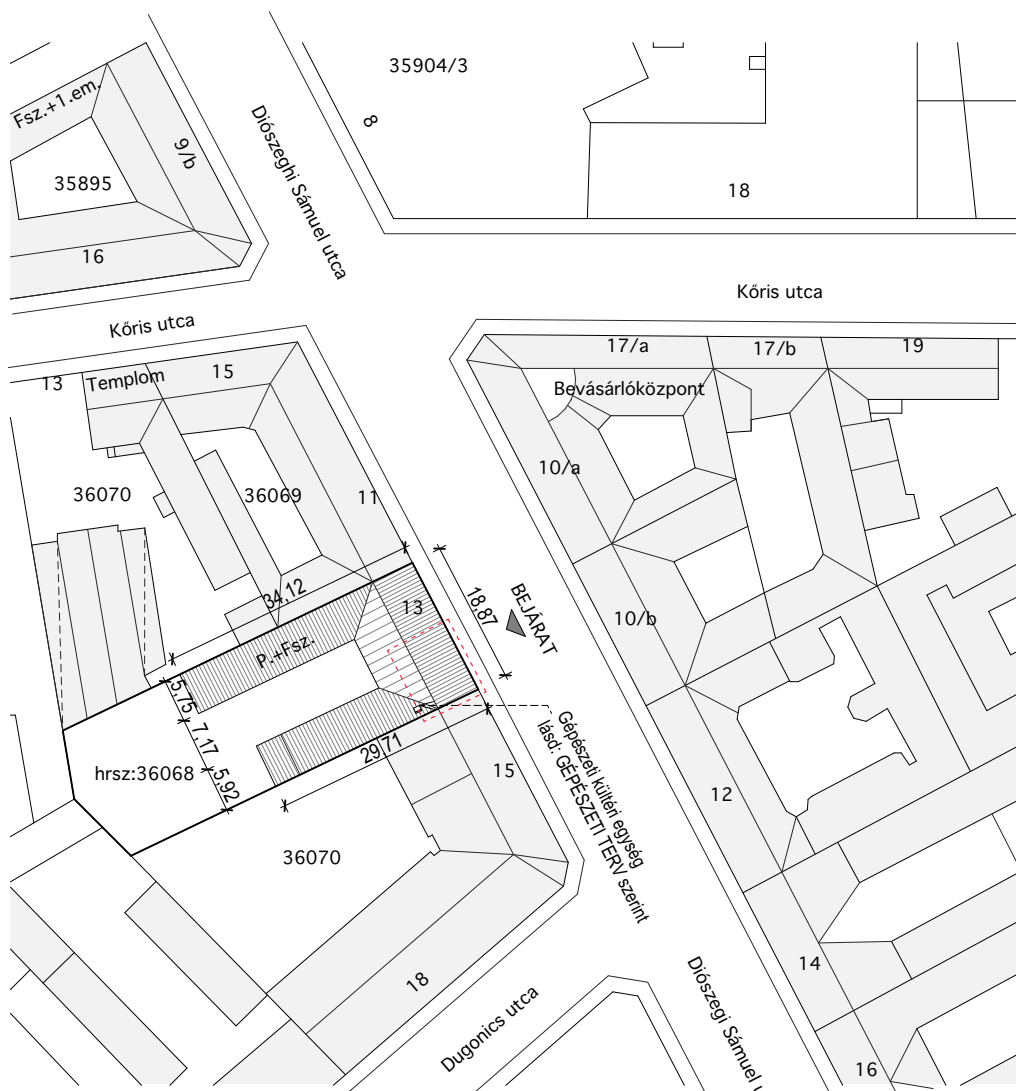 35904/3
Fsz.+1.em.
9/b
Diószeghi Sámuel utca
8
35895
18
16
Kőris utca
Kőris utca
17/a
17/b
19
13
Templom
15
Bevásárlóközpont
10/a
36070
36069
11
34,12
13
18,87
BEJÁRAT
10/b
P.+Fsz.
5,75
7,17
5,92
29,71
hrsz:36068
15
Gépészeti kültéri egység
lásd: GÉPÉSZETI TERV szerint
12
36070
14
18
Dugonics utca
Diószegi Sámuel u
16